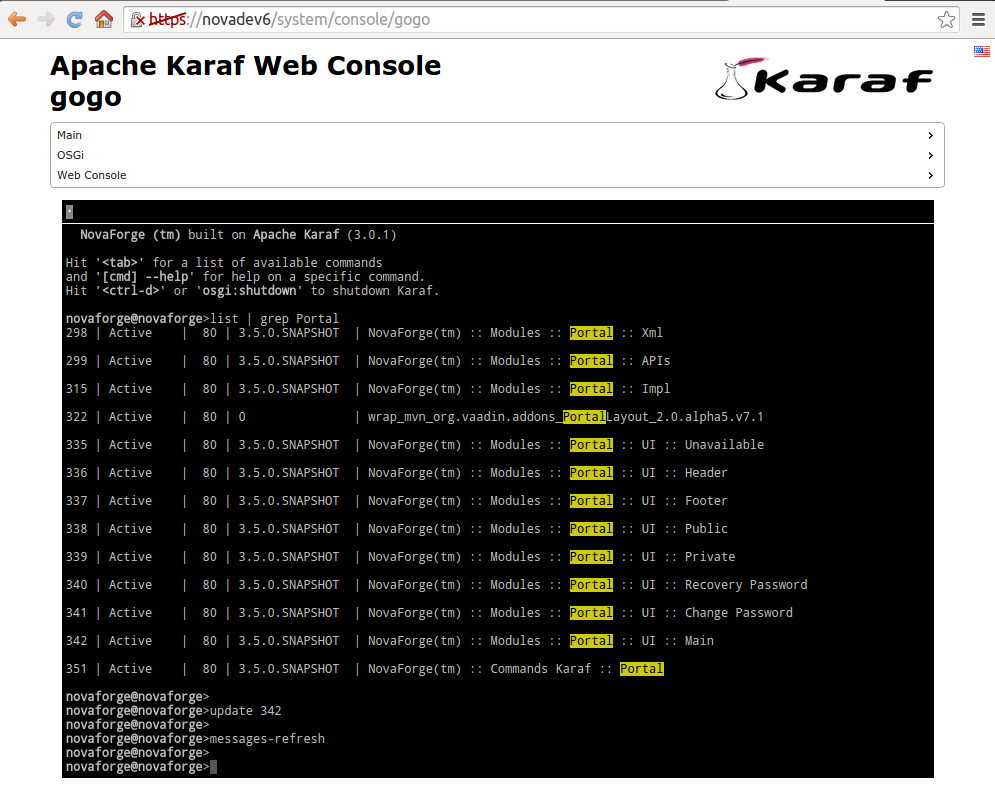 https://novadev6/system/console/gogo
Apache Karaf Web Console
gogo
Karaf
Main
OSGi
Web Console
NovaForge (tm) built on Apache Karaf (3.0.1)
Hit '<tab>' for a list of available commands
and '[cmd] --help' for help on a specific command.
Hit '<ctrl-d>' or 'osgi:shutdown' to shutdown Karaf.
novaforge@novaforge>list | grep Portal
298 | Active    |  80 | 3.5.0.SNAPSHOT  | NovaForge(tm) :: Modules :: Portal :: Xml
299 | Active    |  80 | 3.5.0.SNAPSHOT  | NovaForge(tm) :: Modules :: Portal :: APIs
315 | Active    |  80 | 3.5.0.SNAPSHOT  | NovaForge(tm) :: Modules :: Portal :: Impl
322 | Active    |  80 | 0               | wrap_mvn_org.vaadin.addons_PortalLayout_2.0.alpha5.v7.1
335 | Active    |  80 | 3.5.0.SNAPSHOT  | NovaForge(tm) :: Modules :: Portal :: UI :: Unavailable
336 | Active    |  80 | 3.5.0.SNAPSHOT  | NovaForge(tm) :: Modules :: Portal :: UI :: Header
337 | Active    |  80 | 3.5.0.SNAPSHOT  | NovaForge(tm) :: Modules :: Portal :: UI :: Footer
338 | Active    |  80 | 3.5.0.SNAPSHOT  | NovaForge(tm) :: Modules :: Portal :: UI :: Public
339 | Active    |  80 | 3.5.0.SNAPSHOT  | NovaForge(tm) :: Modules :: Portal :: UI :: Private
340 | Active    |  80 | 3.5.0.SNAPSHOT  | NovaForge(tm) :: Modules :: Portal :: UI :: Recovery Password
341 | Active    |  80 | 3.5.0.SNAPSHOT  | NovaForge(tm) :: Modules :: Portal :: UI :: Change Password
342 | Active    |  80 | 3.5.0.SNAPSHOT  | NovaForge(tm) :: Modules :: Portal :: UI :: Main
351 | Active    |  80 | 3.5.0.SNAPSHOT  | NovaForge(tm) :: Commands Karaf :: Portal
novaforge@novaforge>
novaforge@novaforge>update 342
novaforge@novaforge>
novaforge@novaforge>messages-refresh
novaforge@novaforge>
novaforge@novaforge>